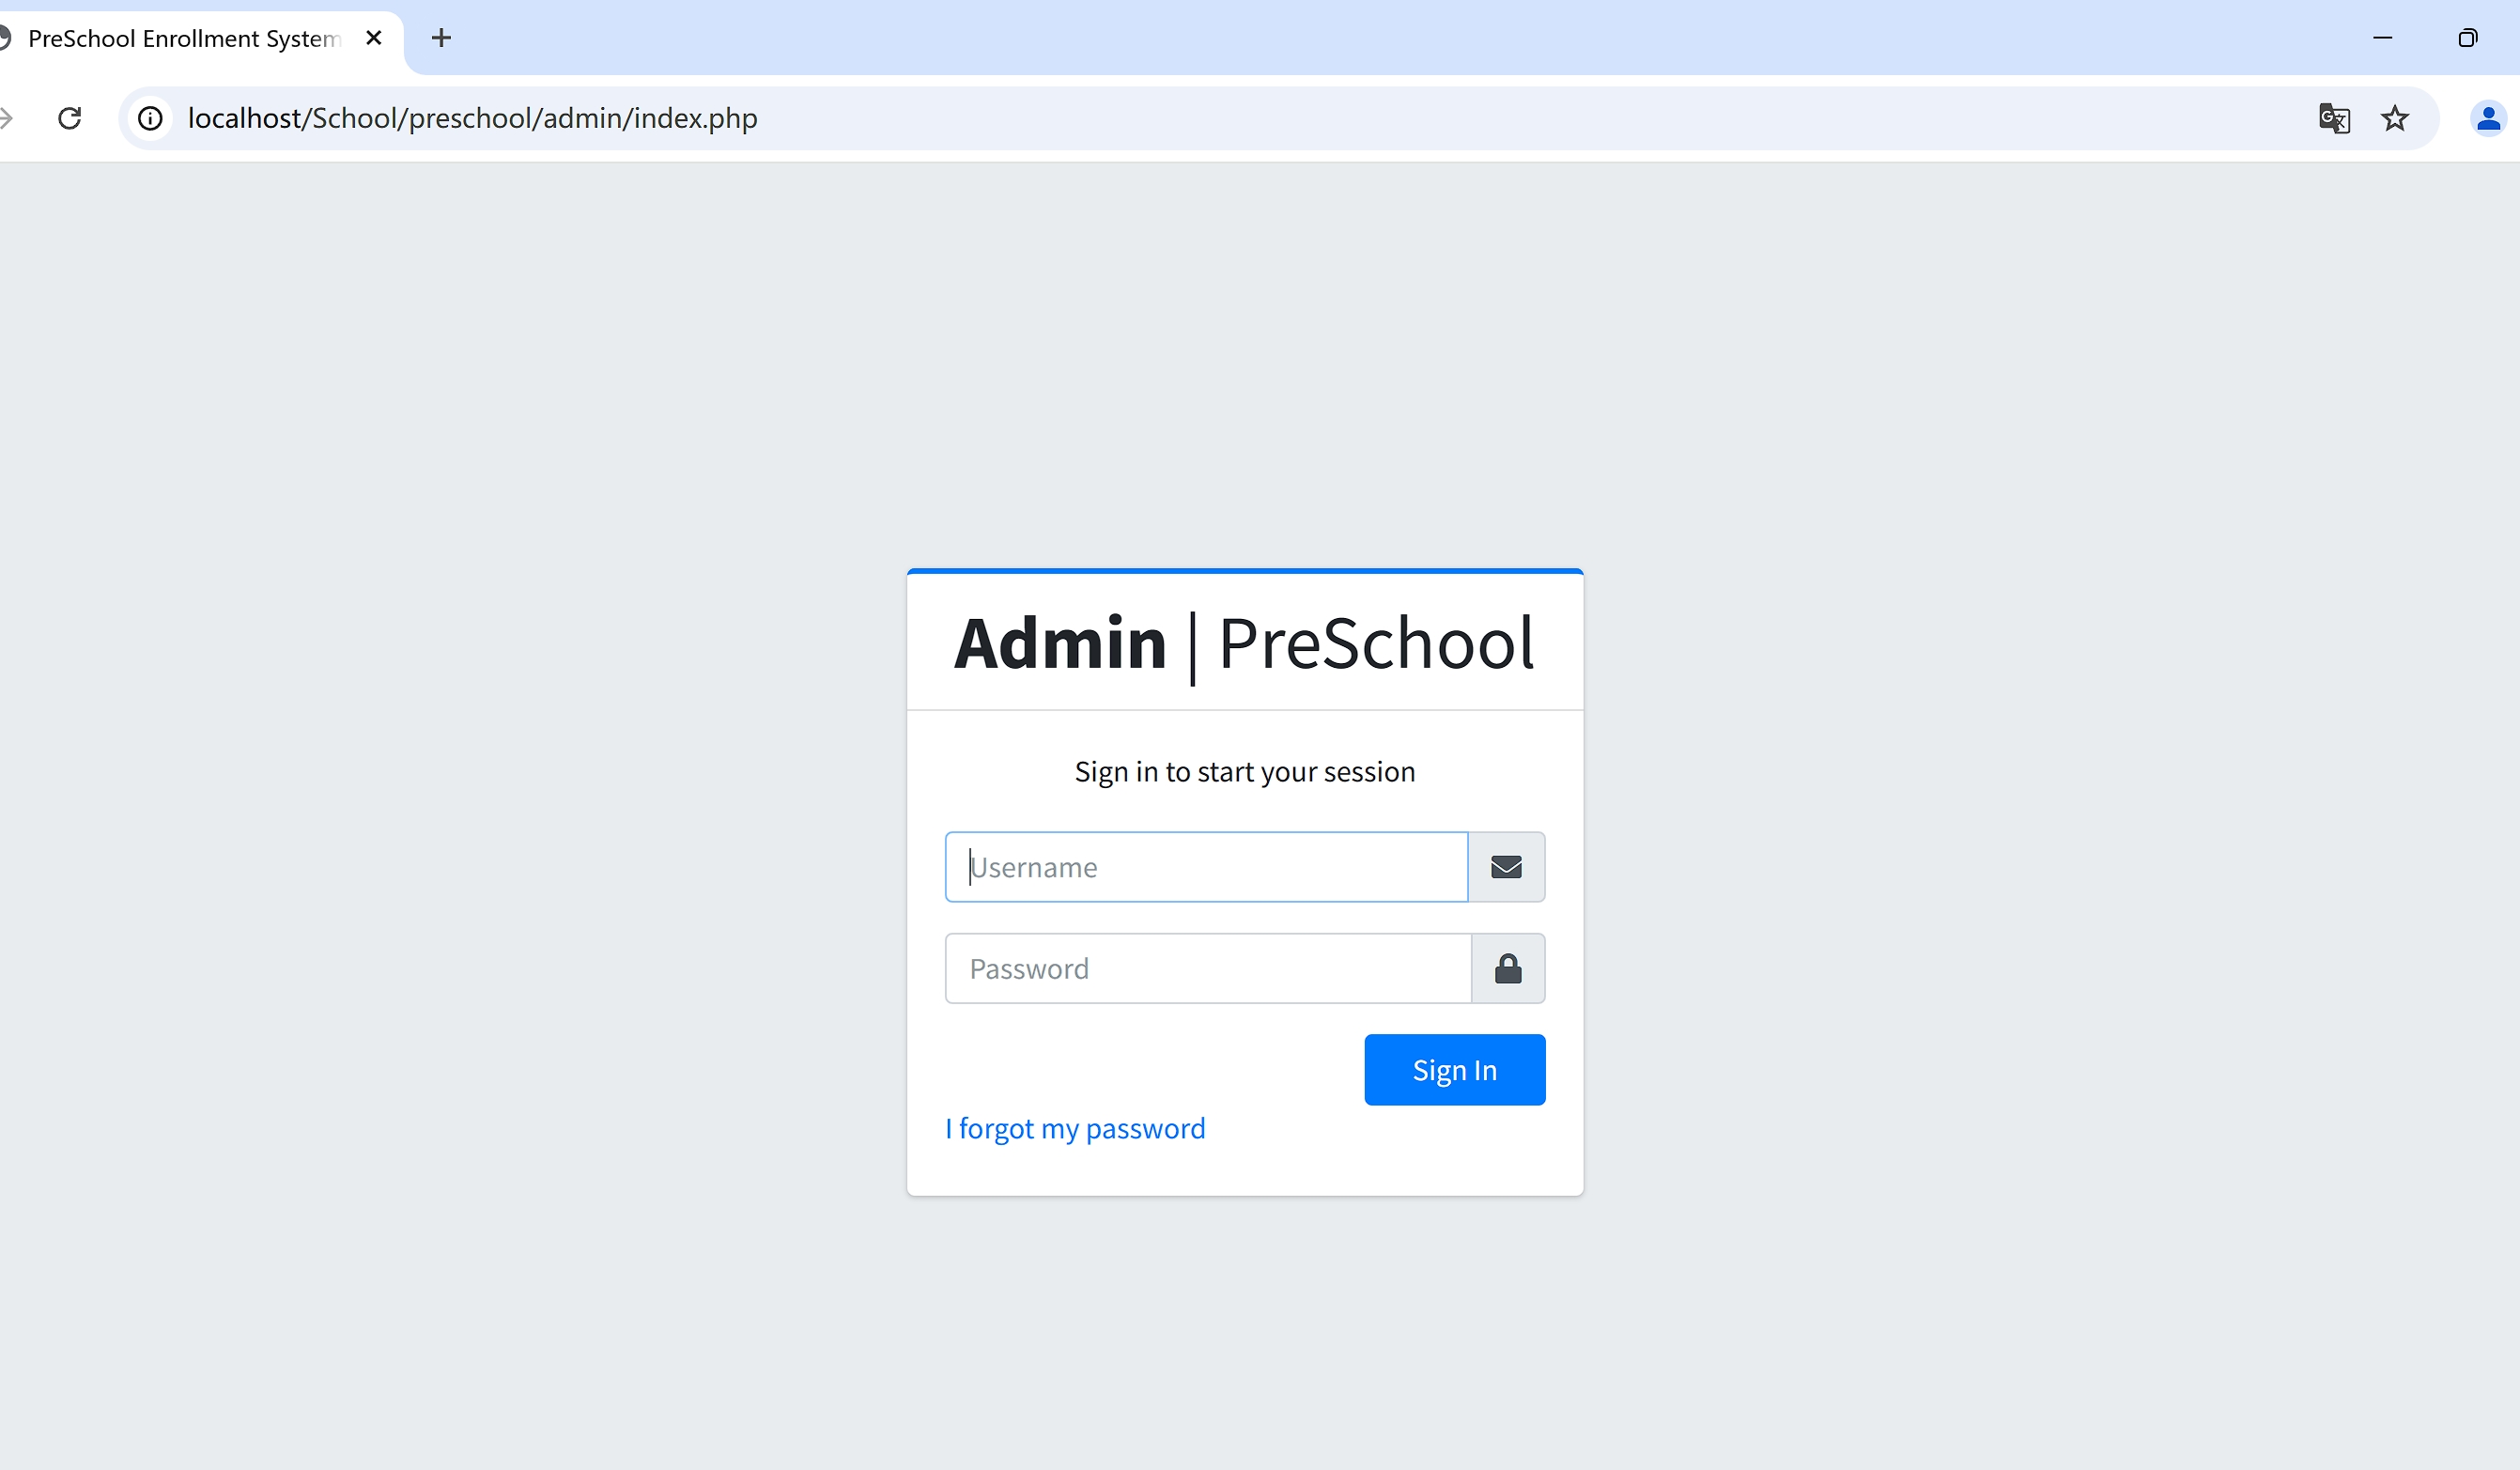 PreSchool Enrollment System
localhost/School/preschool/admin/index.php
Admin | PreSchool
Sign in to start your session
Username
Password
Sign In
I forgot my password